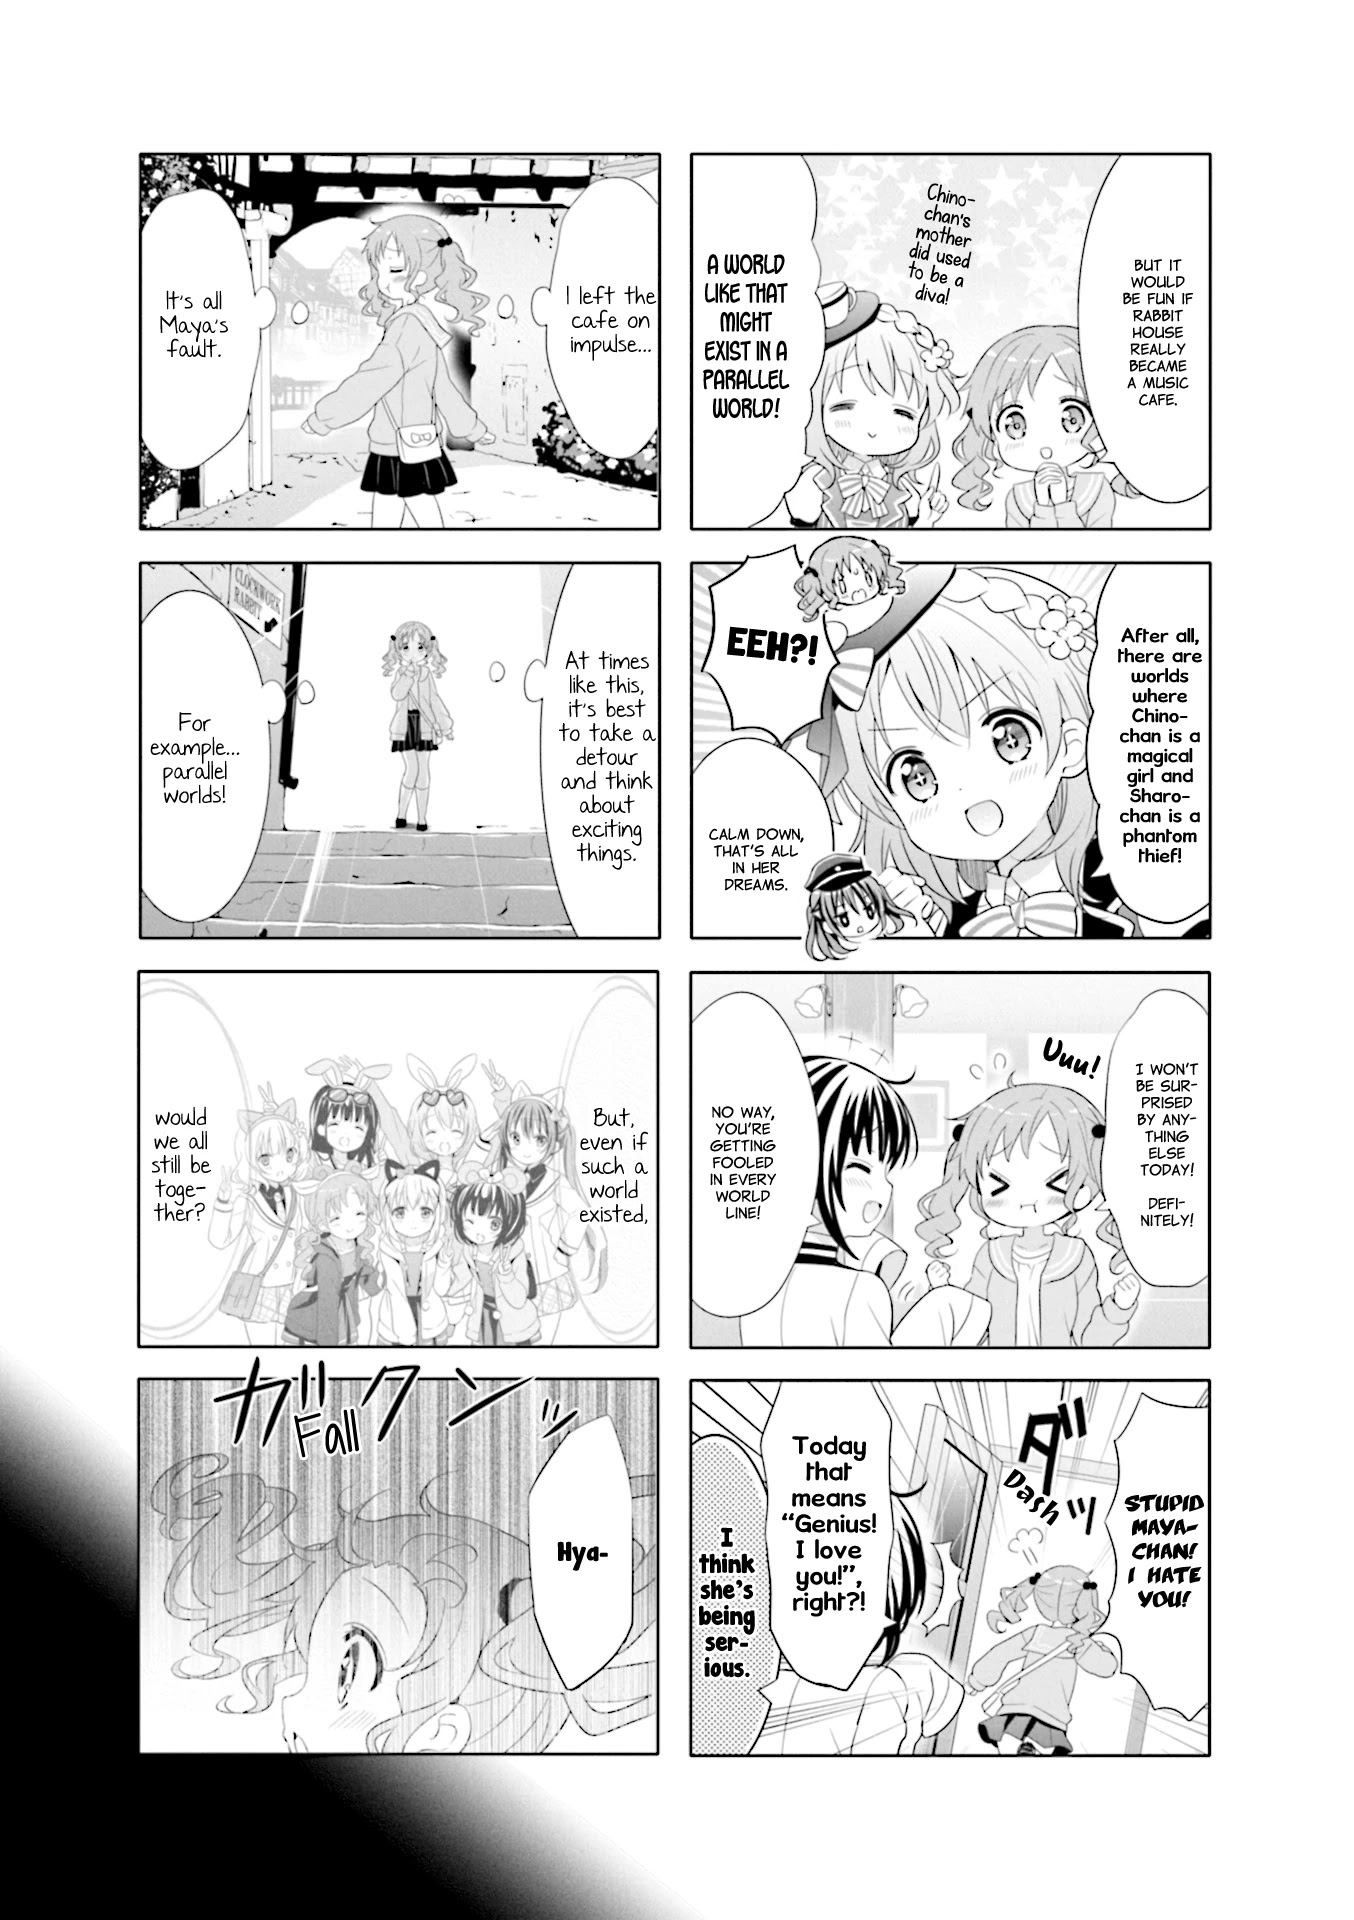 BUT IT
WOULD
BE FUN IF
RABBIT
HOUSE
REALLY
BECAME
A MUSIC
CAFE.
Chino-
chan's
mother
did used
to be a
diva!
A WORLD
LIKE THAT
MIGHT
EXIST IN A
PARALLEL
WORLD!
After all,
there are
worlds
where
Chino-
chan is a
magical
girl and
Sharo-
chan is a
phantom
thief!
EEH?!
CALM DOWN,
THAT'S ALL
IN HER
DREAMS.
I WON'T
BE SUR-
PRISED
BY ANY-
THING
ELSE
TODAY!
DEFI-
NITELY!
Uuu!
NO WAY,
YOU'RE
GETTING
FOOLED
IN EVERY
WORLD
LINE!
STUPID
MAYA-
CHAN!
I HATE
YOU!
ダッ
Dash
Today
that
means
"Genius!
I love
you!",
right?!
I
think
she's
being
ser-
ious.
I left the
cafe on
impulse...
It's all
Maya's
fault.
At times
like this,
it's best
to take a
detour
and think
about
exciting
things.
CLOCKWORK
RABBIT
For
example...
parallel
worlds!
But,
even if
such a
world
existed,
would
we all
still be
toge-
ther?
ガクンッ
Fall
Hya-